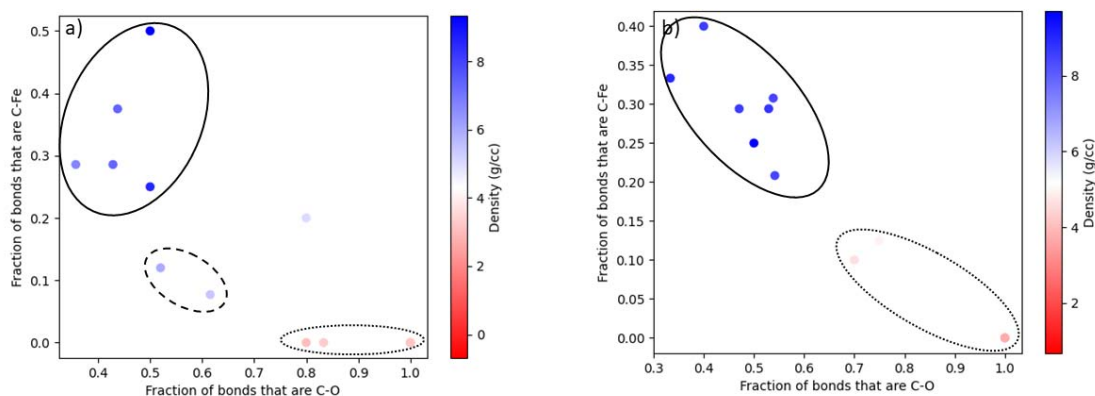 a)
Fraction of bonds that are C-Fe
0.5
0.4
0.3
0.2
0.1
0.0
0.4 0.5 0.6 0.7 0.8 0.9 1.0
Fraction of bonds that are C-O
8
6
4
2
0
Density (g/cc)
b)
Fraction of bonds that are C-Fe
0.40
0.35
0.30
0.25
0.20
0.15
0.10
0.05
0.00
0.3 0.4 0.5 0.6 0.7 0.8 0.9 1.0
Fraction of bonds that are C-O
8
6
4
2
Density (g/cc)